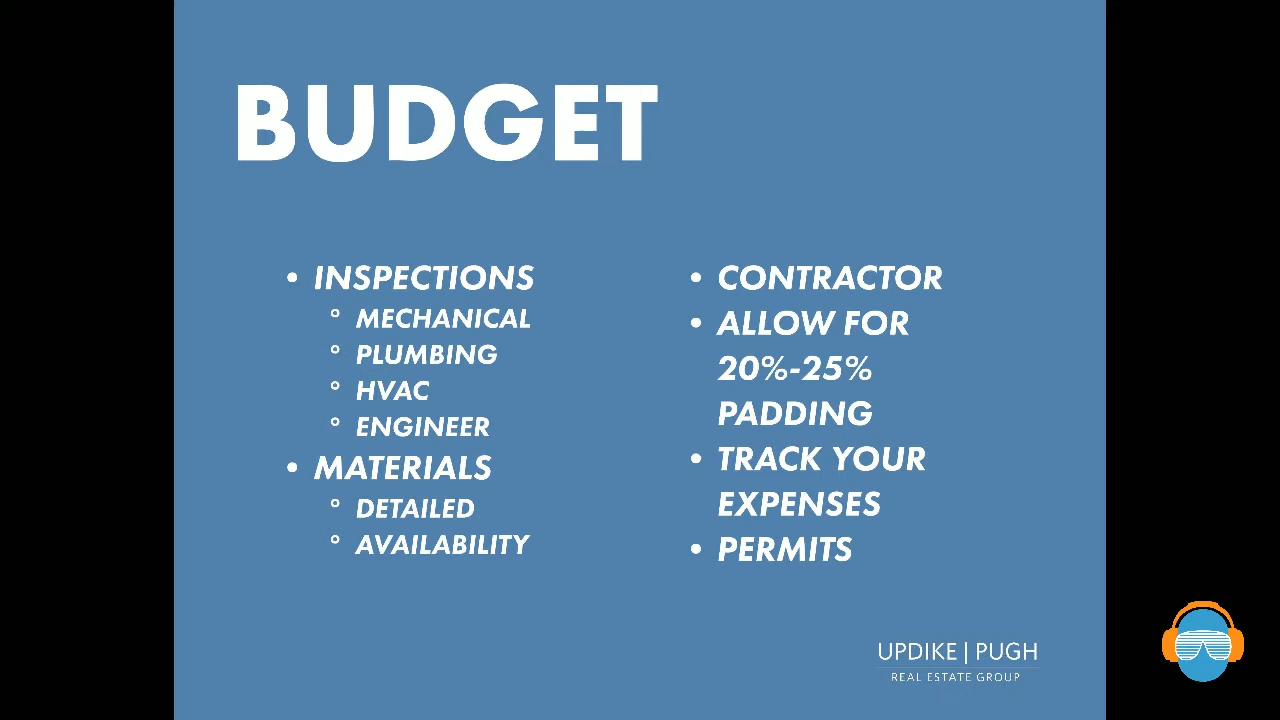 BUDGET
• INSPECTIONS
° MECHANICAL
° PLUMBING
° HVAC
° ENGINEER
• MATERIALS
° DETAILED
° AVAILABILITY
• CONTRACTOR
• ALLOW FOR
20%-25%
PADDING
• TRACK YOUR
EXPENSES
• PERMITS
UPDIKE | PUGH
REAL ESTATE GROUP